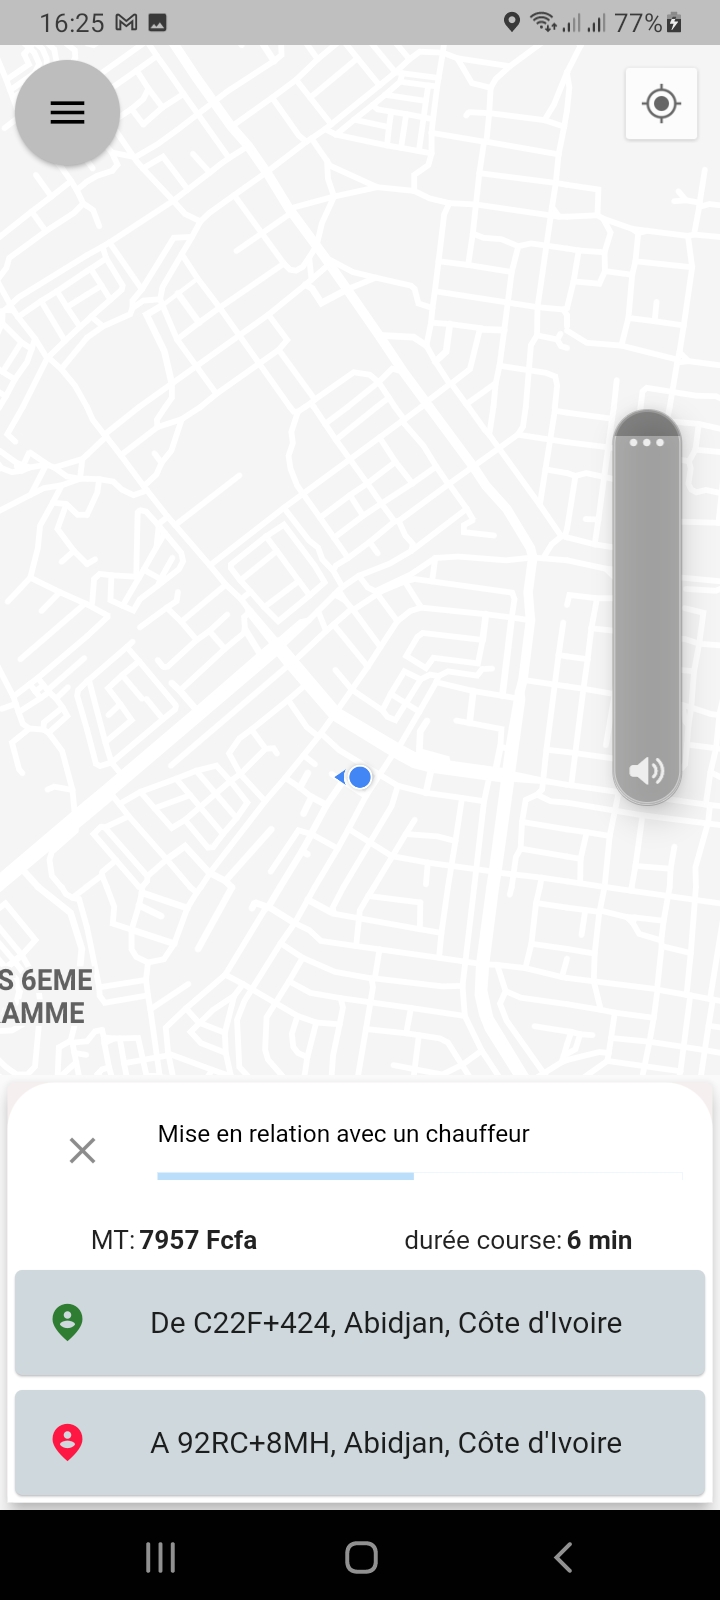 16:25
77%
S 6EME
AMME
Mise en relation avec un chauffeur
MT: 7957 Fcfa
durée course: 6 min
De C22F+424, Abidjan, Côte d'Ivoire
A 92RC+8MH, Abidjan, Côte d'Ivoire